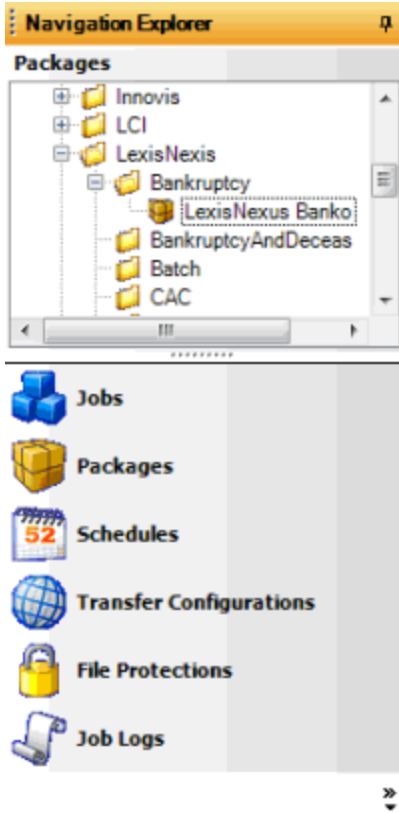 Navigation Explorer
Packages
Innovis
LCI
LexisNexis
Bankruptcy
LexisNexus Banko
BankruptcyAndDeceas
Batch
CAC
Jobs
Packages
52
Schedules
Transfer Configurations
File Protections
Job Logs